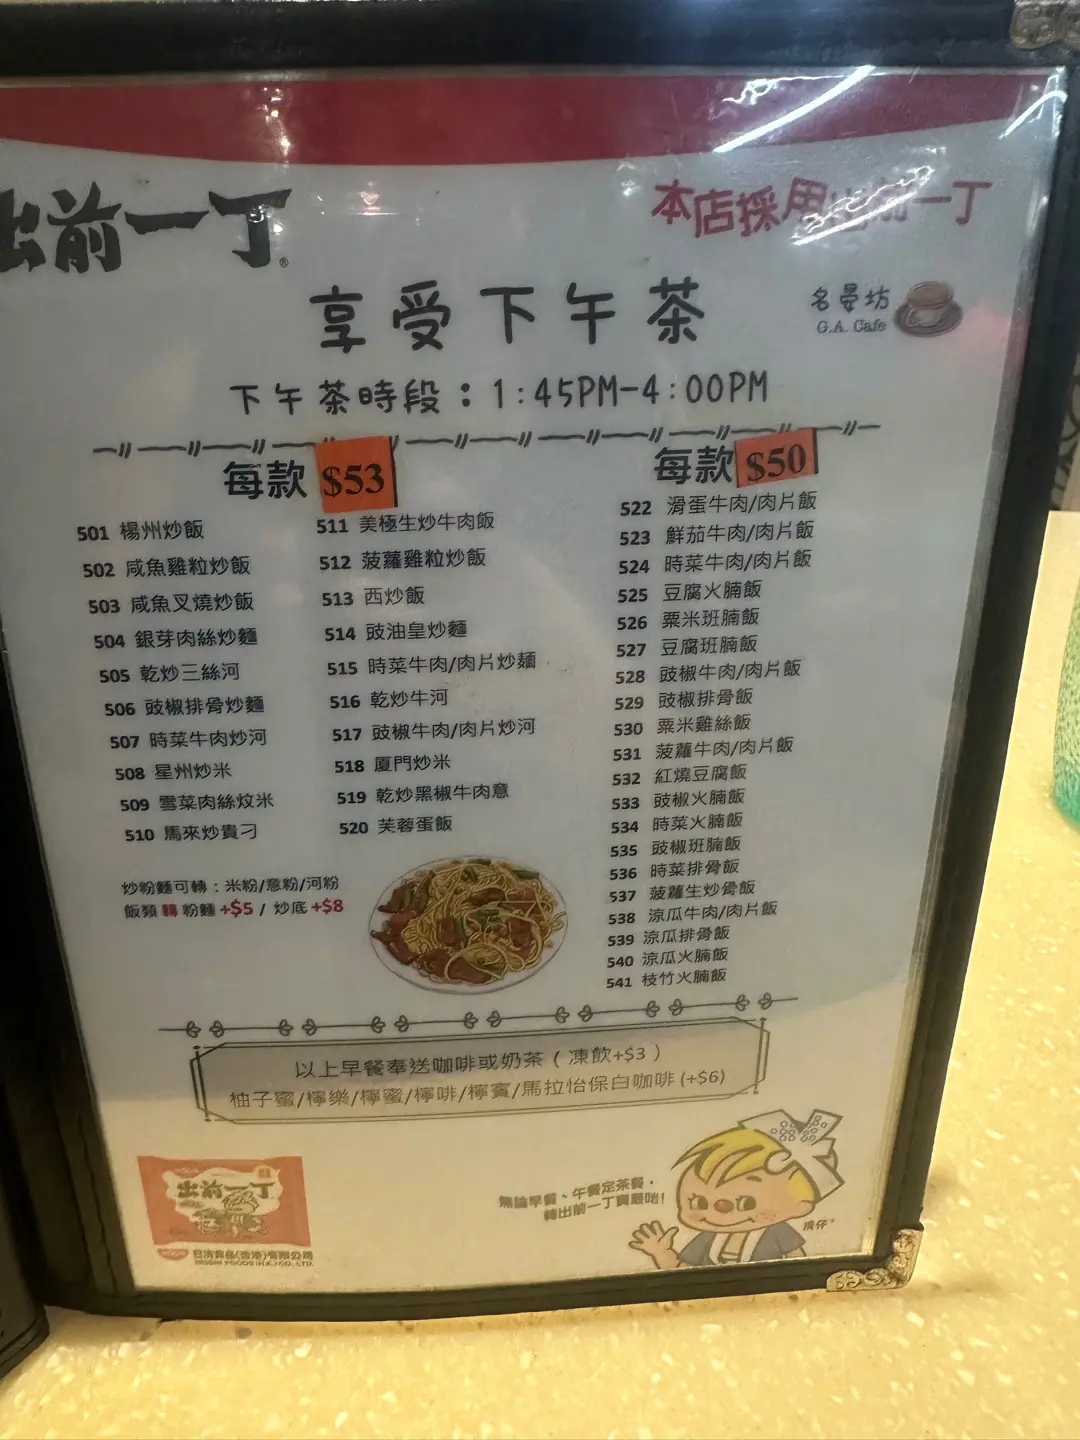 出前一丁®
本店採用出前一丁
享受下午茶
名晏坊
G.A. Cafe
下午茶時段：1:45PM-4:00PM
每款 $53
501 楊州炒飯
502 咸魚雞粒炒飯
503 咸魚叉燒炒飯
504 銀芽肉絲炒麵
505 乾炒三絲河
506 豉椒排骨炒麵
507 時菜牛肉炒河
508 星州炒米
509 雪菜肉絲炆米
510 馬來炒貴刁
511 美極生炒牛肉飯
512 菠蘿雞粒炒飯
513 西炒飯
514 豉油皇炒麵
515 時菜牛肉/肉片炒麵
516 乾炒牛河
517 豉椒牛肉/肉片炒河
518 厦門炒米
519 乾炒黑椒牛肉意
520 芙蓉蛋飯
每款 $50
522 滑蛋牛肉/肉片飯
523 鮮茄牛肉/肉片飯
524 時菜牛肉/肉片飯
525 豆腐火腩飯
526 粟米班腩飯
527 豆腐班腩飯
528 豉椒牛肉/肉片飯
529 豉椒排骨飯
530 粟米雞絲飯
531 菠蘿牛肉/肉片飯
532 紅燒豆腐飯
533 豉椒火腩飯
534 時菜火腩飯
535 豉椒班腩飯
536 時菜排骨飯
537 菠蘿生炒骨飯
538 涼瓜牛肉/肉片飯
539 涼瓜排骨飯
540 涼瓜火腩飯
541 枝竹火腩飯
炒粉麵可轉：米粉/意粉/河粉
飯類轉粉麵+$5 / 炒底+$8
以上早餐奉送咖啡或奶茶（凍飲+$3）
柚子蜜/檸樂/檸蜜/檸啡/檸賓/馬拉怡保白咖啡 (+$6)
無論早餐、午餐定茶餐，
轉出前一丁真最啱！
清仔®
出前一丁
日清食品(香港)有限公司
NISSIN FOODS (H.K.) CO., LTD.